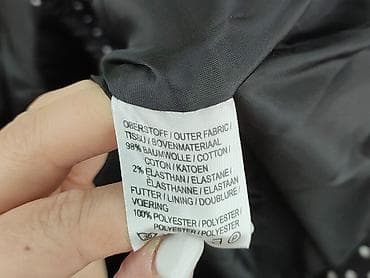 OBERSTOFF / OUTER FABRIC /
TISSU / BOVENMATERIAAL
98% BAUMWOLLE / COTTON /
COTON / KATOEN
2% ELASTHAN / ELASTANE /
ÉLASTHANNE / ELASTAAN
FUTTER / LINING / DOUBLURE /
VOERING
100% POLYESTER / POLYESTER /
POLYESTER / POLYESTER